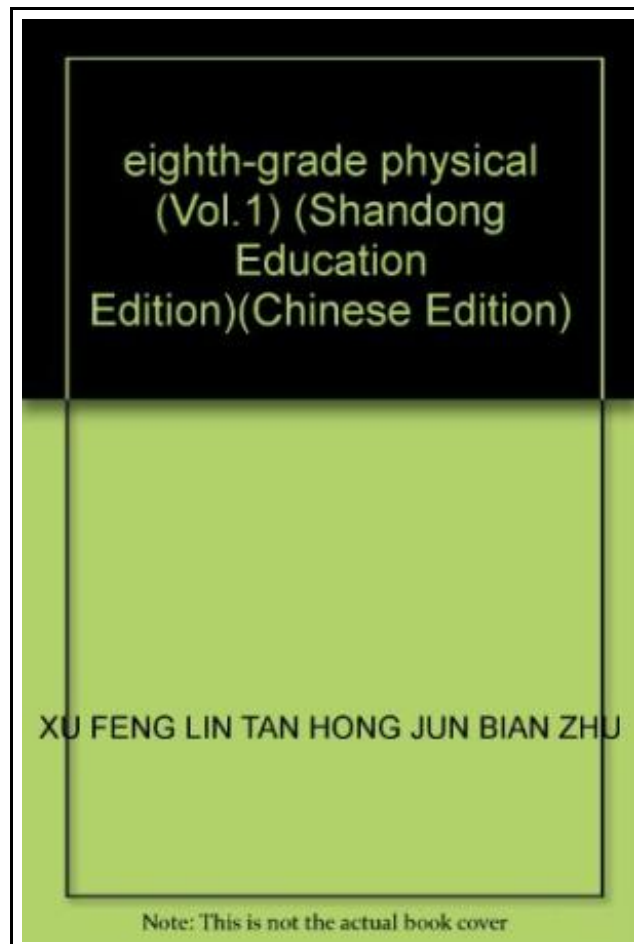 eighth-grade physical
(Vol.1) (Shandong
Education
Edition)(Chinese Edition)
XU FENG LIN TAN HONG JUN BIAN ZHU
Note: This is not the actual book cover